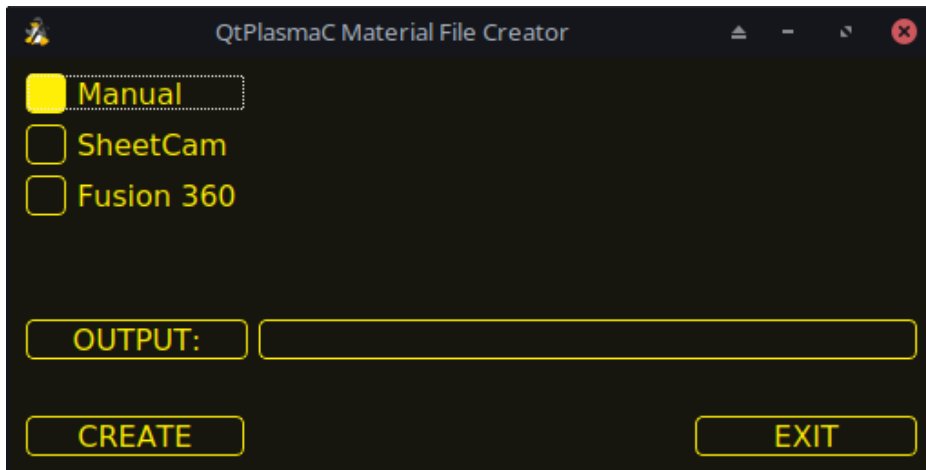 QtPlasmaC Material File Creator
Manual
SheetCam
Fusion 360
OUTPUT:
CREATE
EXIT